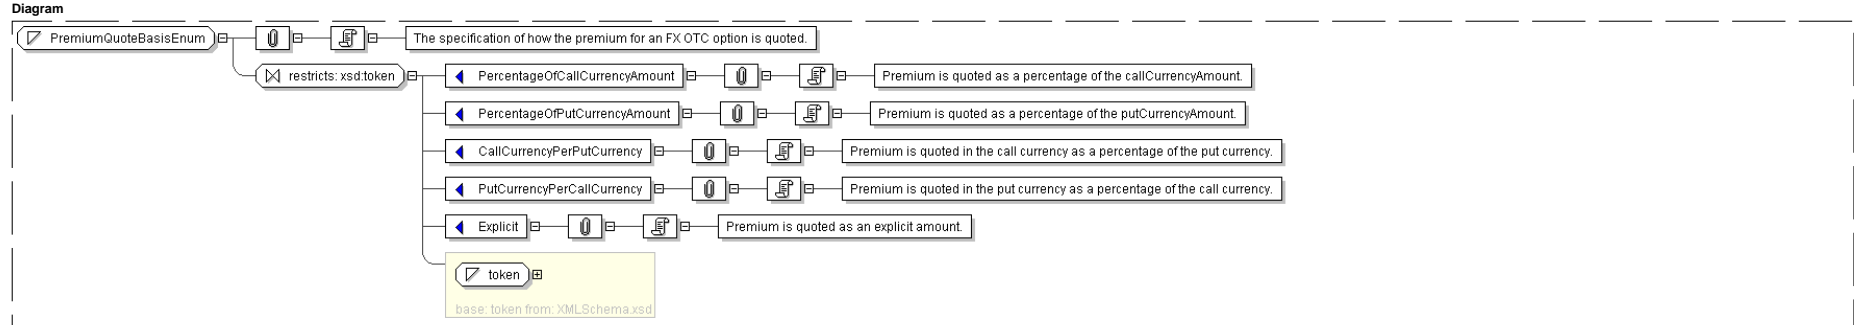 Diagram
PremiumQuoteBasisEnum The specification of how the premium for an FX OTC option is quoted.
restricts: xsd:token PercentageOfCallCurrencyAmount Premium is quoted as a percentage of the callCurrencyAmount.
PercentageOfPutCurrencyAmount Premium is quoted as a percentage of the putCurrencyAmount.
CallCurrencyPerPutCurrency Premium is quoted in the call currency as a percentage of the put currency.
PutCurrencyPerCallCurrency Premium is quoted in the put currency as a percentage of the call currency.
Explicit Premium is quoted as an explicit amount.
token
base: token from: XMLSchema.xsd